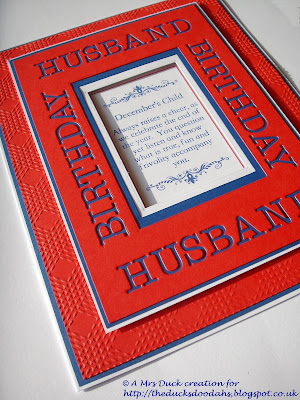 HUSBAND
BIRTHDAY
BIRTHDAY
December's Child
Always raises a cheer, as
we celebrate the end of
the year. You question
yet listen and know
what is true, Fun and
frivolity accompany
you.
HUSBAND
© A Mrs Duck creation for
http://theducksdoodahs.blogspot.co.uk